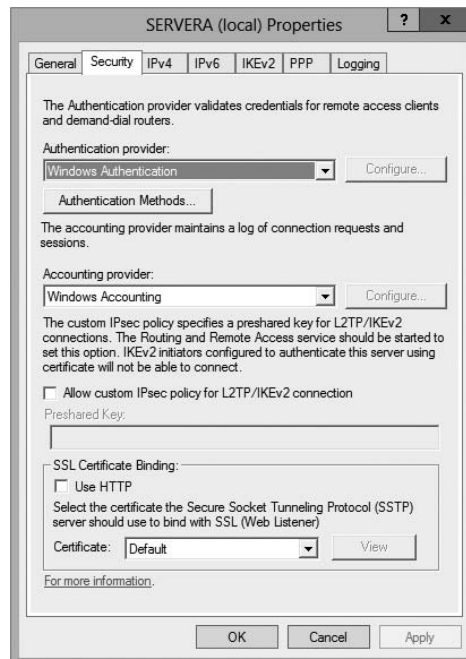 SERVERA (local) Properties
? x
General Security IPv4 IPv6 IKEv2 PPP Logging
The Authentication provider validates credentials for remote access clients
and demand-dial routers.
Authentication provider:
Windows Authentication Configure...
Authentication Methods...
The accounting provider maintains a log of connection requests and
sessions.
Accounting provider:
Windows Accounting Configure...
The custom IPsec policy specifies a preshared key for L2TP/IKEv2
connections. The Routing and Remote Access service should be started to
set this option. IKEv2 initiators configured to authenticate this server using
certificate will not be able to connect.
Allow custom IPsec policy for L2TP/IKEv2 connection
Preshared Key:
SSL Certificate Binding:
Use HTTP
Select the certificate the Secure Socket Tunneling Protocol (SSTP)
server should use to bind with SSL (Web Listener)
Certificate: Default View
For more information.
OK Cancel Apply